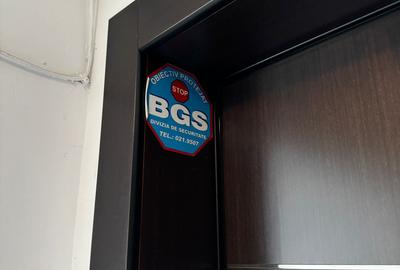 OBIECTIV PROTEJAT
STOP
BGS
DIVIZIA DE SECURITATE
TEL.: 021.9507